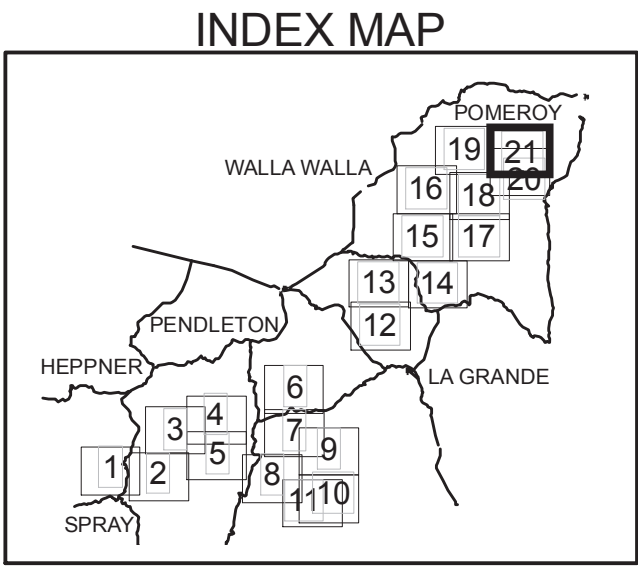 INDEX MAP
POMEROY
19 21
WALLA WALLA
16 18 20
15 17
13 14
12
PENDLETON
HEPPNER
LA GRANDE
6
4
3 7
5 9
1 2 8
11 10
SPRAY